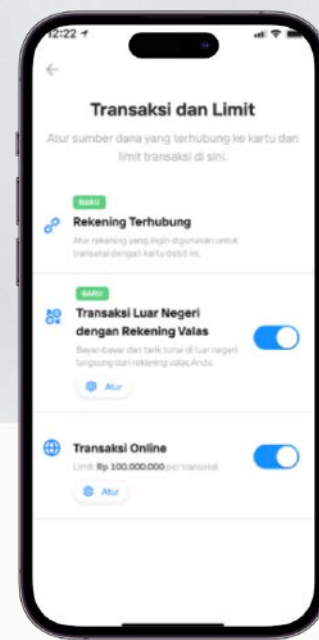 12:22
Transaksi dan Limit
Atur sumber dana yang terhubung ke kartu dan
limit transaksi di sini.
BARU
Rekening Terhubung
Atur rekening yang ingin digunakan untuk
transaksi dengan kartu debit ini.
BARU
Transaksi Luar Negeri
dengan Rekening Valas
Bayar-bayar dan tarik tunai di luar negeri
langsung dari rekening valas Anda.
Atur
Transaksi Online
Limit: Rp 100.000.000 per transaksi.
Atur